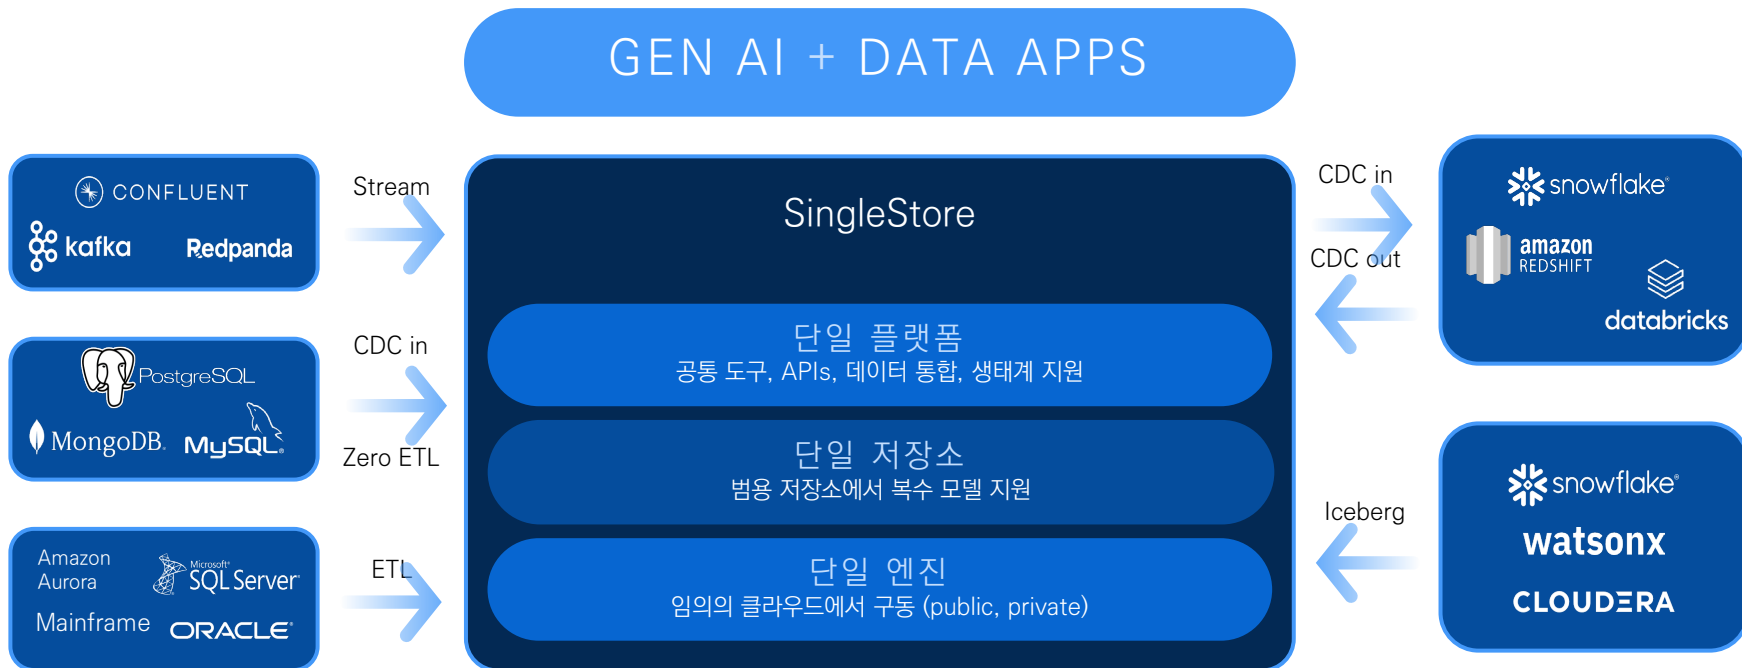 GEN AI + DATA APPS
CONFLUENT
kafka
Redpanda
Stream
PostgreSQL
MongoDB.
MySQL®
CDC in
Zero ETL
Amazon
Aurora
Microsoft®
SQL Server®
Mainframe
ORACLE®
ETL
SingleStore
단일 플랫폼
공통 도구, APIs, 데이터 통합, 생태계 지원
단일 저장소
범용 저장소에서 복수 모델 지원
단일 엔진
임의의 클라우드에서 구동 (public, private)
CDC in
CDC out
snowflake®
amazon
REDSHIFT
databricks
Iceberg
snowflake®
watsonx
CLOUDERA